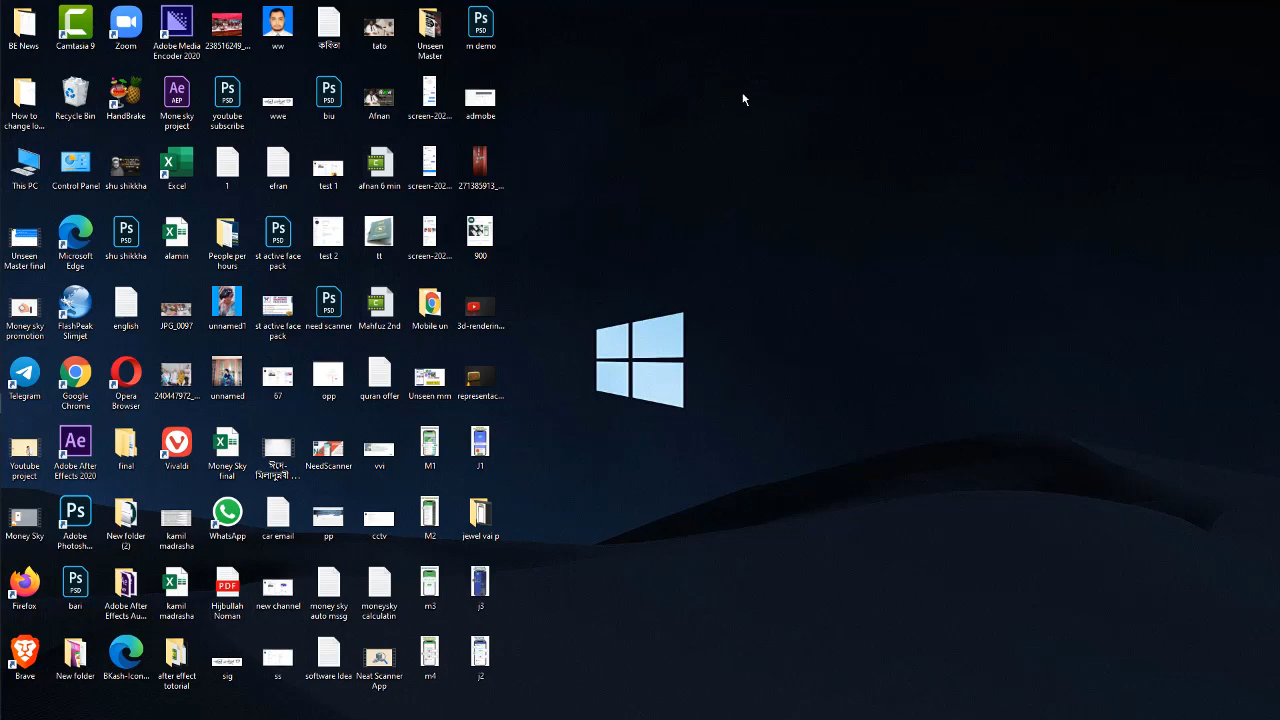 BE News
Camtasia 9
Zoom
Adobe Media
Encoder 2020
238516249_...
ww
কবিতা
tato
Unseen
Master
m demo
How to
change lo...
Recycle Bin
HandBrake
Mone sky
project
youtube
subscribe
wwe
biu
Afnan
screen-202...
admobe
This PC
Control Panel
shu shikkha
Excel
1
efran
test 1
afnan 6 min
screen-202...
271385913_...
Unseen
Master final
Microsoft
Edge
shu shikkha
alamin
People per
hours
st active face
pack
test 2
tt
screen-202...
900
Money sky
promotion
FlashPeak
Slimjet
english
JPG_0097
unnamed1
st active face
pack
need scanner
Mahfuz 2nd
Mobile un
3d-renderin...
Telegram
Google
Chrome
Opera
Browser
240447972_...
unnamed
67
opp
quran offer
Unseen mm
representac...
Youtube
project
Adobe After
Effects 2020
final
Vivaldi
Money Sky
final
NeedScanner
vvi
M1
J1
Money Sky
Adobe
Photosh...
New folder
(2)
kamil
madrasha
WhatsApp
car email
pp
cctv
M2
jewel vai p
Firefox
bari
Adobe After
Effects Au...
kamil
madrasha
Hijbullah
Noman
new channel
money sky
auto mssg
moneysky
calculatin
m3
j3
Brave
New folder
BKash-Icon...
after effect
totorial
sig
ss
software Idea
Neat Scanner
App
m4
j2